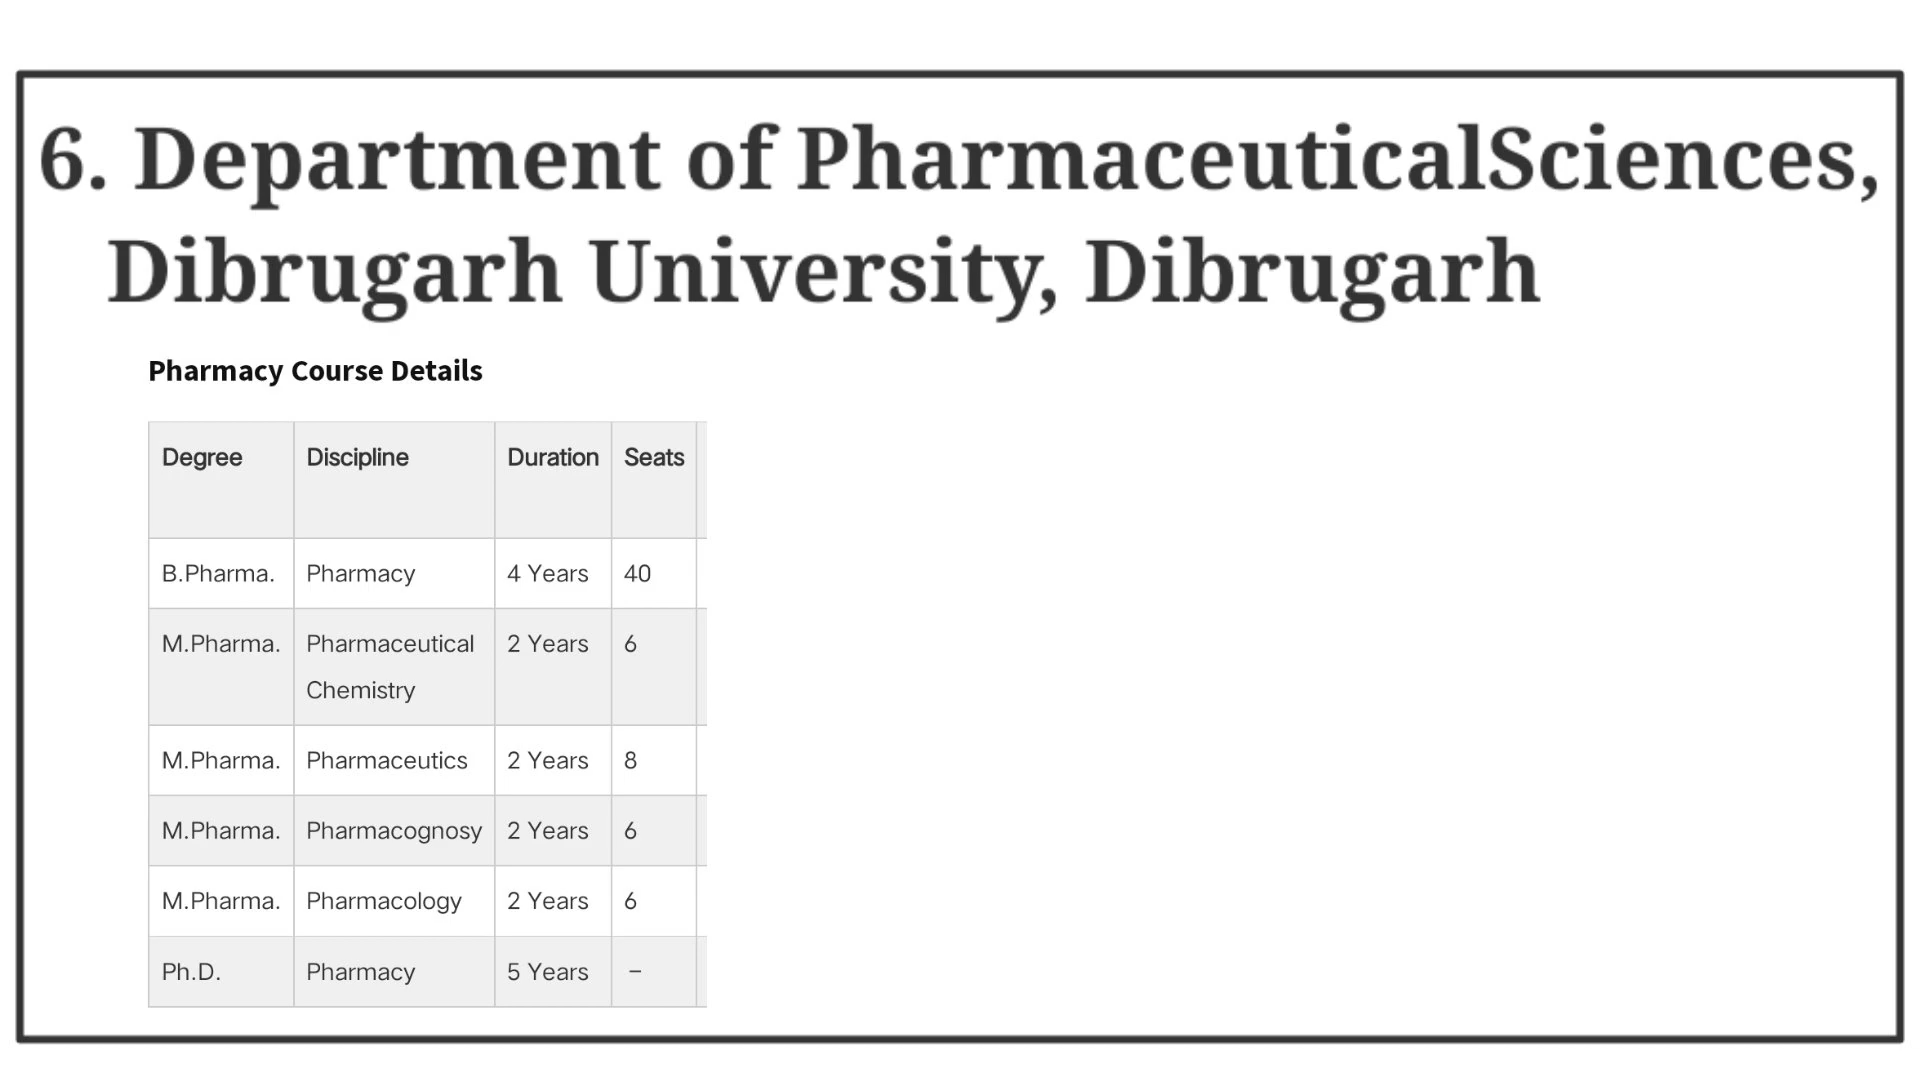 6. Department of PharmaceuticalSciences,
Dibrugarh University, Dibrugarh
Pharmacy Course Details
Degree Discipline Duration Seats
B.Pharma. Pharmacy 4 Years 40
M.Pharma. Pharmaceutical 2 Years 6
Chemistry
M.Pharma. Pharmaceutics 2 Years 8
M.Pharma. Pharmacognosy 2 Years 6
M.Pharma. Pharmacology 2 Years 6
Ph.D. Pharmacy 5 Years –